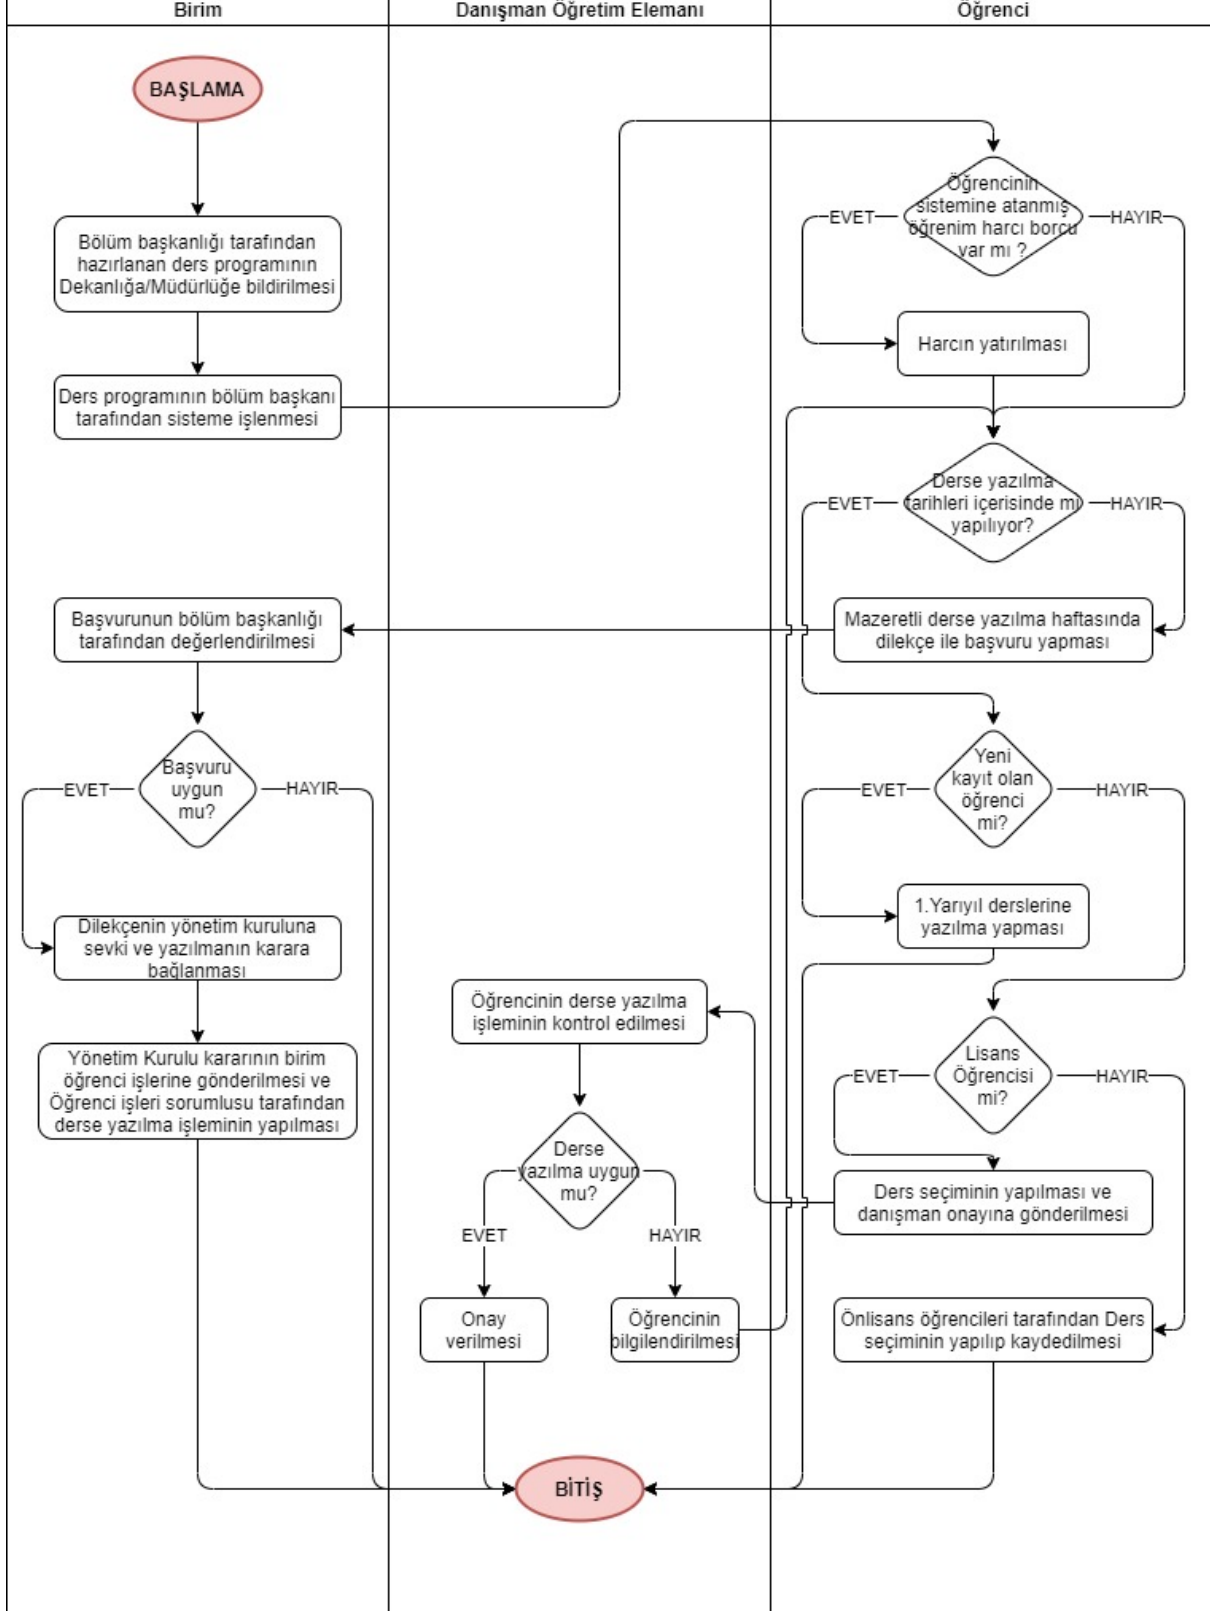 Birim
Danışman Öğretim Elemanı
Öğrenci
BAŞLAMA
Bölüm başkanlığı tarafından
hazırlanan ders programının
Dekanlığa/Müdürlüğe bildirilmesi
Ders programının bölüm başkanı
tarafından sisteme işlenmesi
Öğrencinin
sistemine atanmış
öğrenim harcı borcu
var mı ?
EVET
HAYIR
Harcın yatırılması
Derse yazılma
tarihleri içerisinde mi
yapılıyor?
EVET
HAYIR
Mazeretli derse yazılma haftasında
dilekçe ile başvuru yapması
Başvurunun bölüm başkanlığı
tarafından değerlendirilmesi
Başvuru
uygun
mu?
EVET
HAYIR
Dilekçenin yönetim kuruluna
sevki ve yazılmanın karara
bağlanması
Yönetim Kurulu kararının birim
öğrenci işlerine gönderilmesi ve
Öğrenci işleri sorumlusu tarafından
derse yazılma işleminin yapılması
Yeni
kayıt olan
öğrenci
mi?
EVET
HAYIR
1.Yarıyıl derslerine
yazılma yapması
Lisans
Öğrencisi
mi?
EVET
HAYIR
Ders seçiminin yapılması ve
danışman onayına gönderilmesi
Önlisans öğrencileri tarafından Ders
seçiminin yapılıp kaydedilmesi
Öğrencinin derse yazılma
işleminin kontrol edilmesi
Derse
yazılma uygun
mu?
EVET
HAYIR
Onay
verilmesi
Öğrencinin
bilgilendirilmesi
BİTİŞ